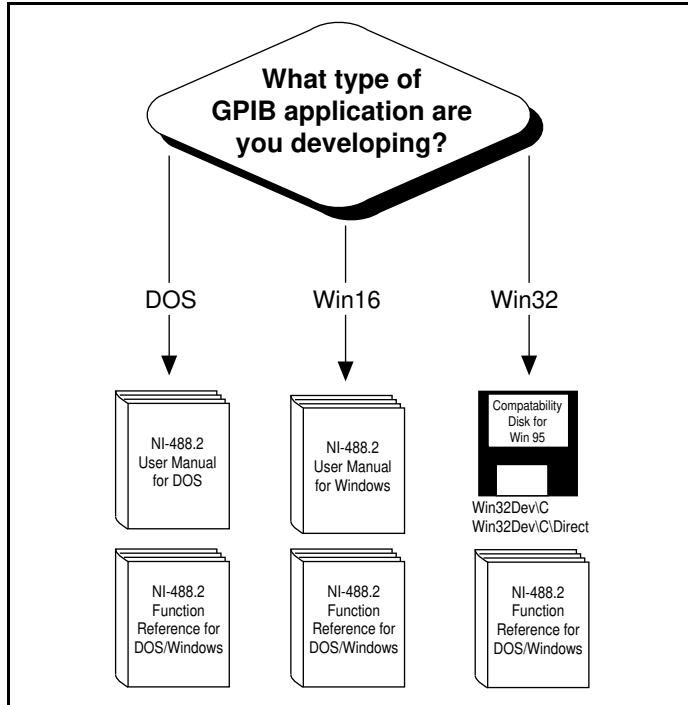 What type of
GPIB application are
you developing?
DOS
Win16
Win32
NI-488.2
User Manual
for DOS
NI-488.2
User Manual
for Windows
Compatability
Disk for
Win 95
Win32Dev\C
Win32Dev\C\Direct
NI-488.2
Function
Reference for
DOS/Windows
NI-488.2
Function
Reference for
DOS/Windows
NI-488.2
Function
Reference for
DOS/Windows